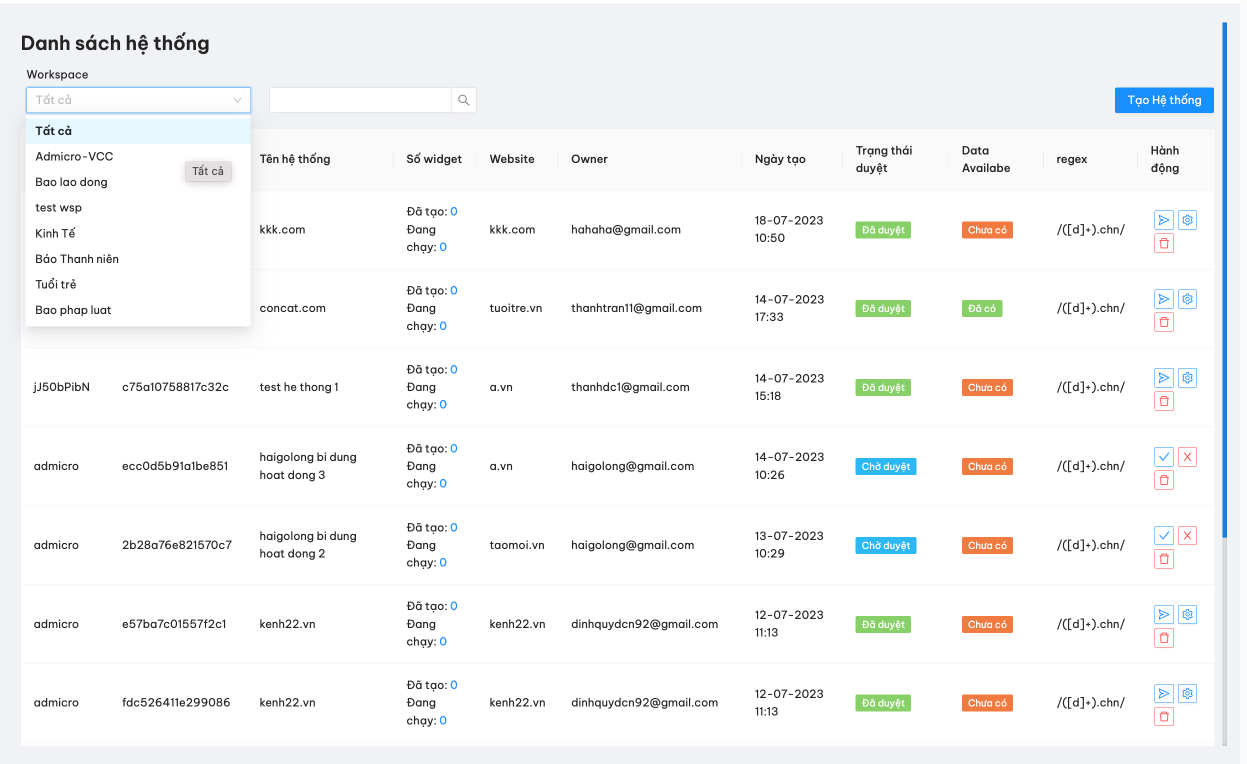 Danh sách hệ thống
Workspace
Tất cả
Tạo Hệ thống
Tất cả
Admicro-VCC
Bao lao dong
test wsp
Kinh Tế
Báo Thanh niên
Tuổi trẻ
Bao phap luat
Tất cả
Tên hệ thống
Số widget
Website
Owner
Ngày tạo
Trạng thái
duyệt
Data
Availabe
regex
Hành
động
kkk.com
Đã tạo: 0
Đang
chạy: 0
kkk.com
hahaha@gmail.com
18-07-2023
10:50
Đã duyệt
Chưa có
/([d]+).chn/
concat.com
Đã tạo: 0
Đang
chạy: 0
tuoitre.vn
thanhtran11@gmail.com
14-07-2023
17:33
Đã duyệt
Đã có
/([d]+).chn/
jJ50bPibN
c75a10758817c32c
test he thong 1
Đã tạo: 0
Đang
chạy: 0
a.vn
thanhdc1@gmail.com
14-07-2023
15:18
Đã duyệt
Chưa có
/([d]+).chn/
admicro
ecc0d5b91a1be851
haigolong bi dung
hoat dong 3
Đã tạo: 0
Đang
chạy: 0
a.vn
haigolong@gmail.com
14-07-2023
10:26
Chờ duyệt
Chưa có
/([d]+).chn/
admicro
2b28a76e821570c7
haigolong bi dung
hoat dong 2
Đã tạo: 0
Đang
chạy: 0
taomoi.vn
haigolong@gmail.com
13-07-2023
10:29
Chờ duyệt
Chưa có
/([d]+).chn/
admicro
e57ba7c01557f2c1
kenh22.vn
Đã tạo: 0
Đang
chạy: 0
kenh22.vn
dinhquydcn92@gmail.com
12-07-2023
11:13
Đã duyệt
Chưa có
/([d]+).chn/
admicro
fdc526411e299086
kenh22.vn
Đã tạo: 0
Đang
chạy: 0
kenh22.vn
dinhquydcn92@gmail.com
12-07-2023
11:13
Đã duyệt
Chưa có
/([d]+).chn/